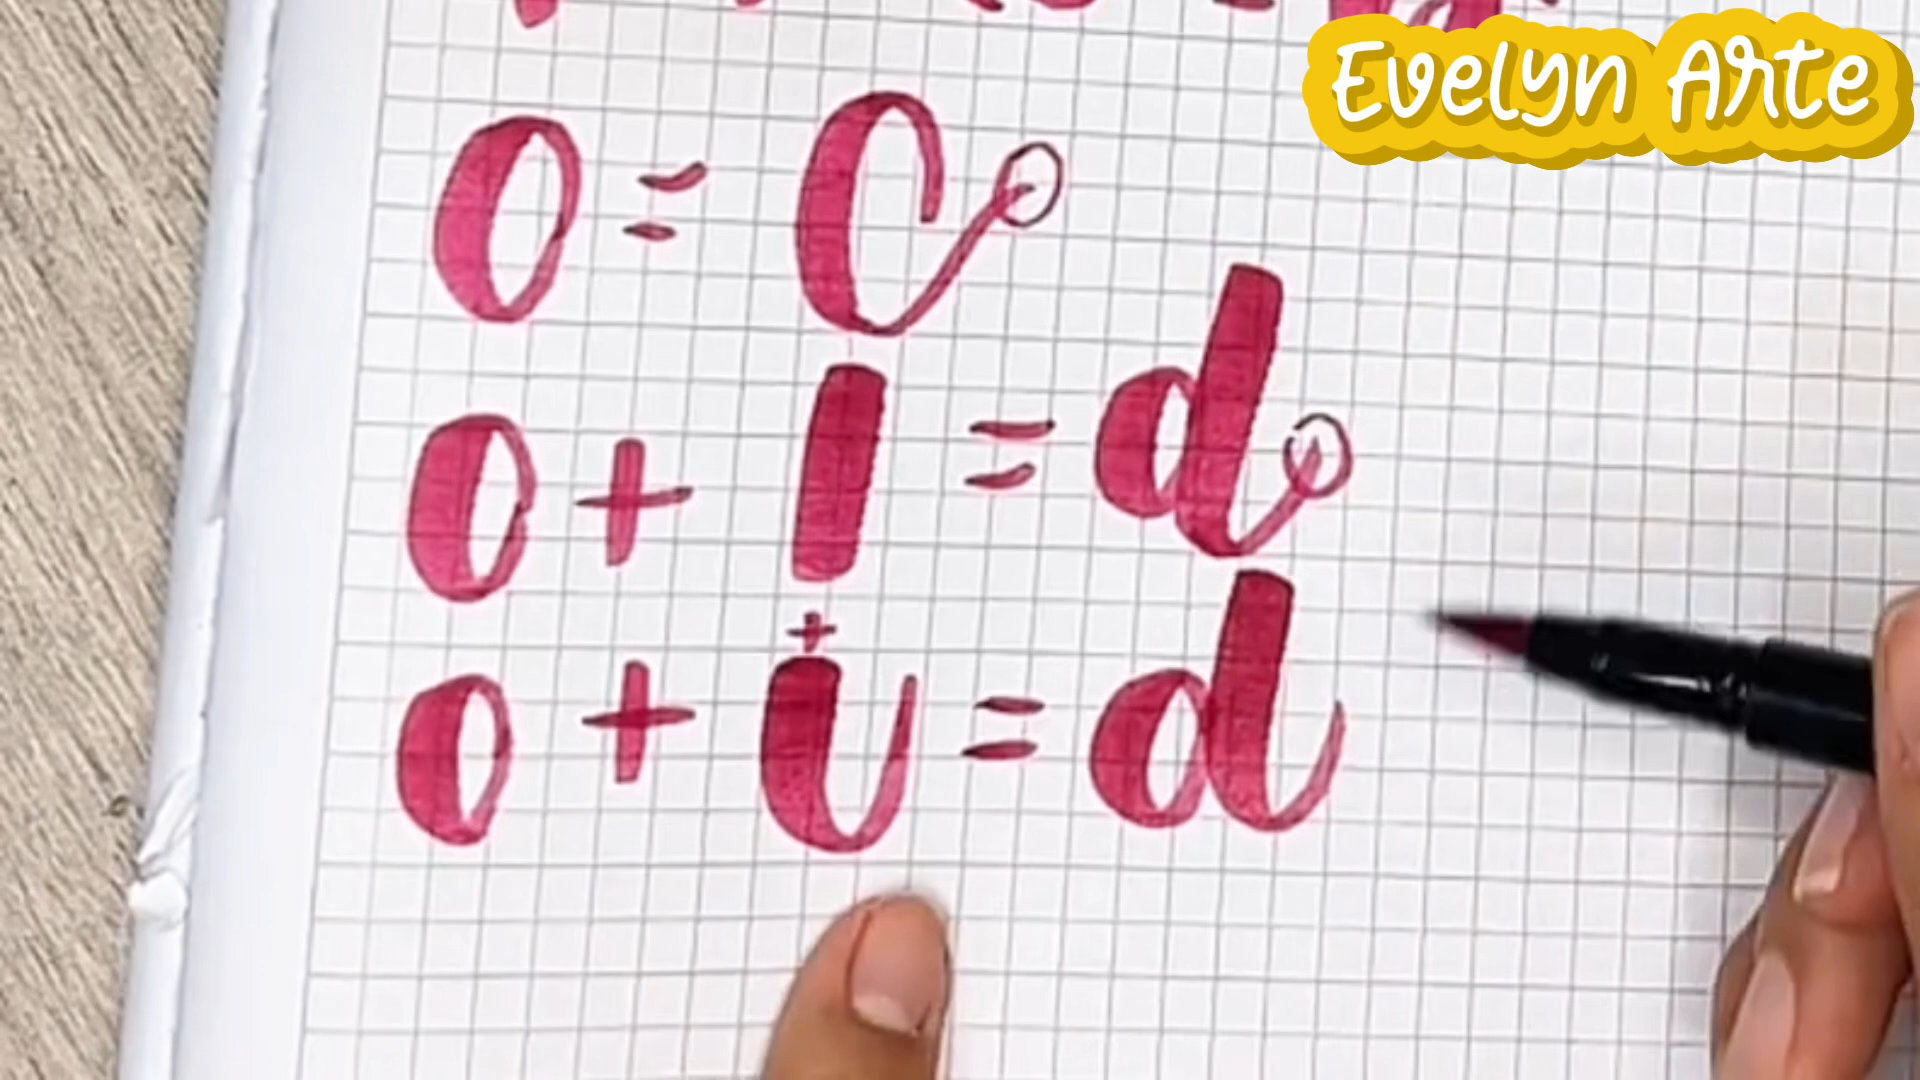 Evelyn Arte
o = c
o + l = d
o + i = d